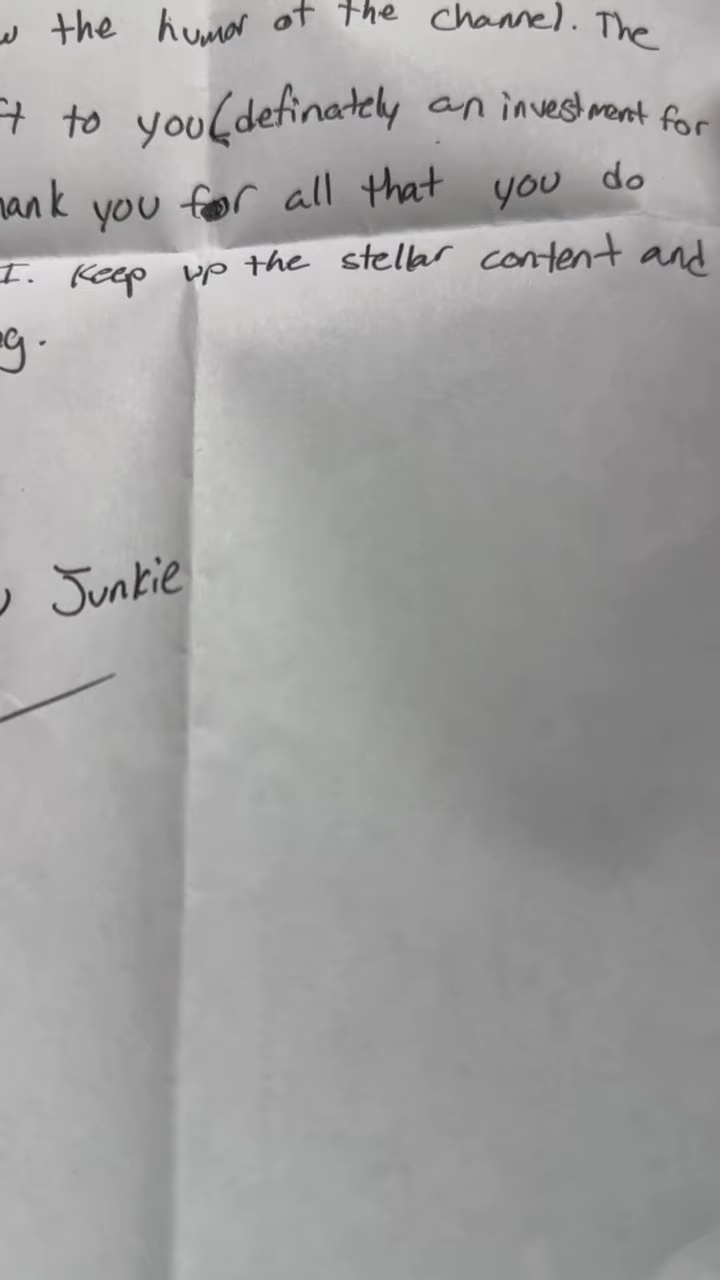 the humor of the channel. The
to you(definately an investment for
you for all that you do
I. Keep up the stellar content and
Junkie